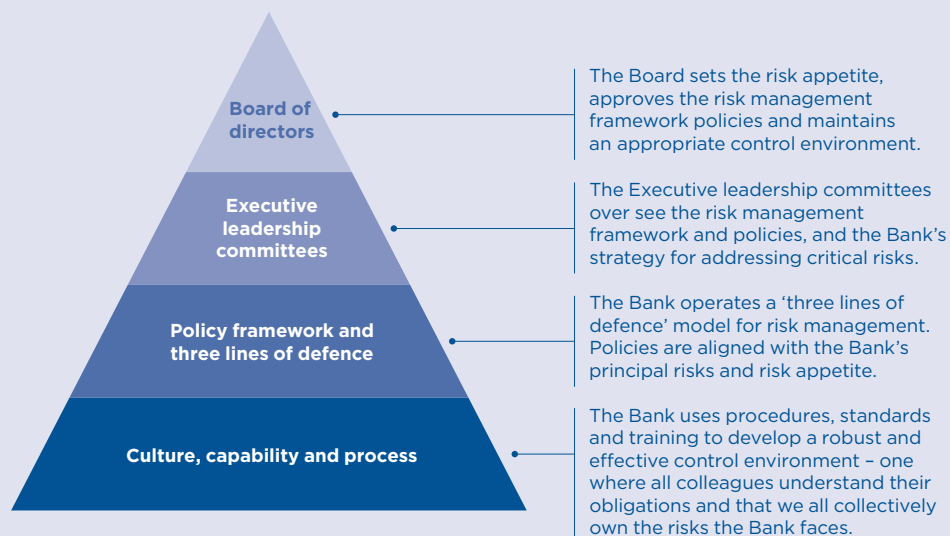 Board of
directors
The Board sets the risk appetite,
approves the risk management
framework policies and maintains
an appropriate control environment.
Executive
leadership
committees
The Executive leadership committees
over see the risk management
framework and policies, and the Bank's
strategy for addressing critical risks.
Policy framework and
three lines of defence
The Bank operates a ‘three lines of
defence’ model for risk management.
Policies are aligned with the Bank’s
principal risks and risk appetite.
Culture, capability and process
The Bank uses procedures, standards
and training to develop a robust and
effective control environment – one
where all colleagues understand their
obligations and that we all collectively
own the risks the Bank faces.